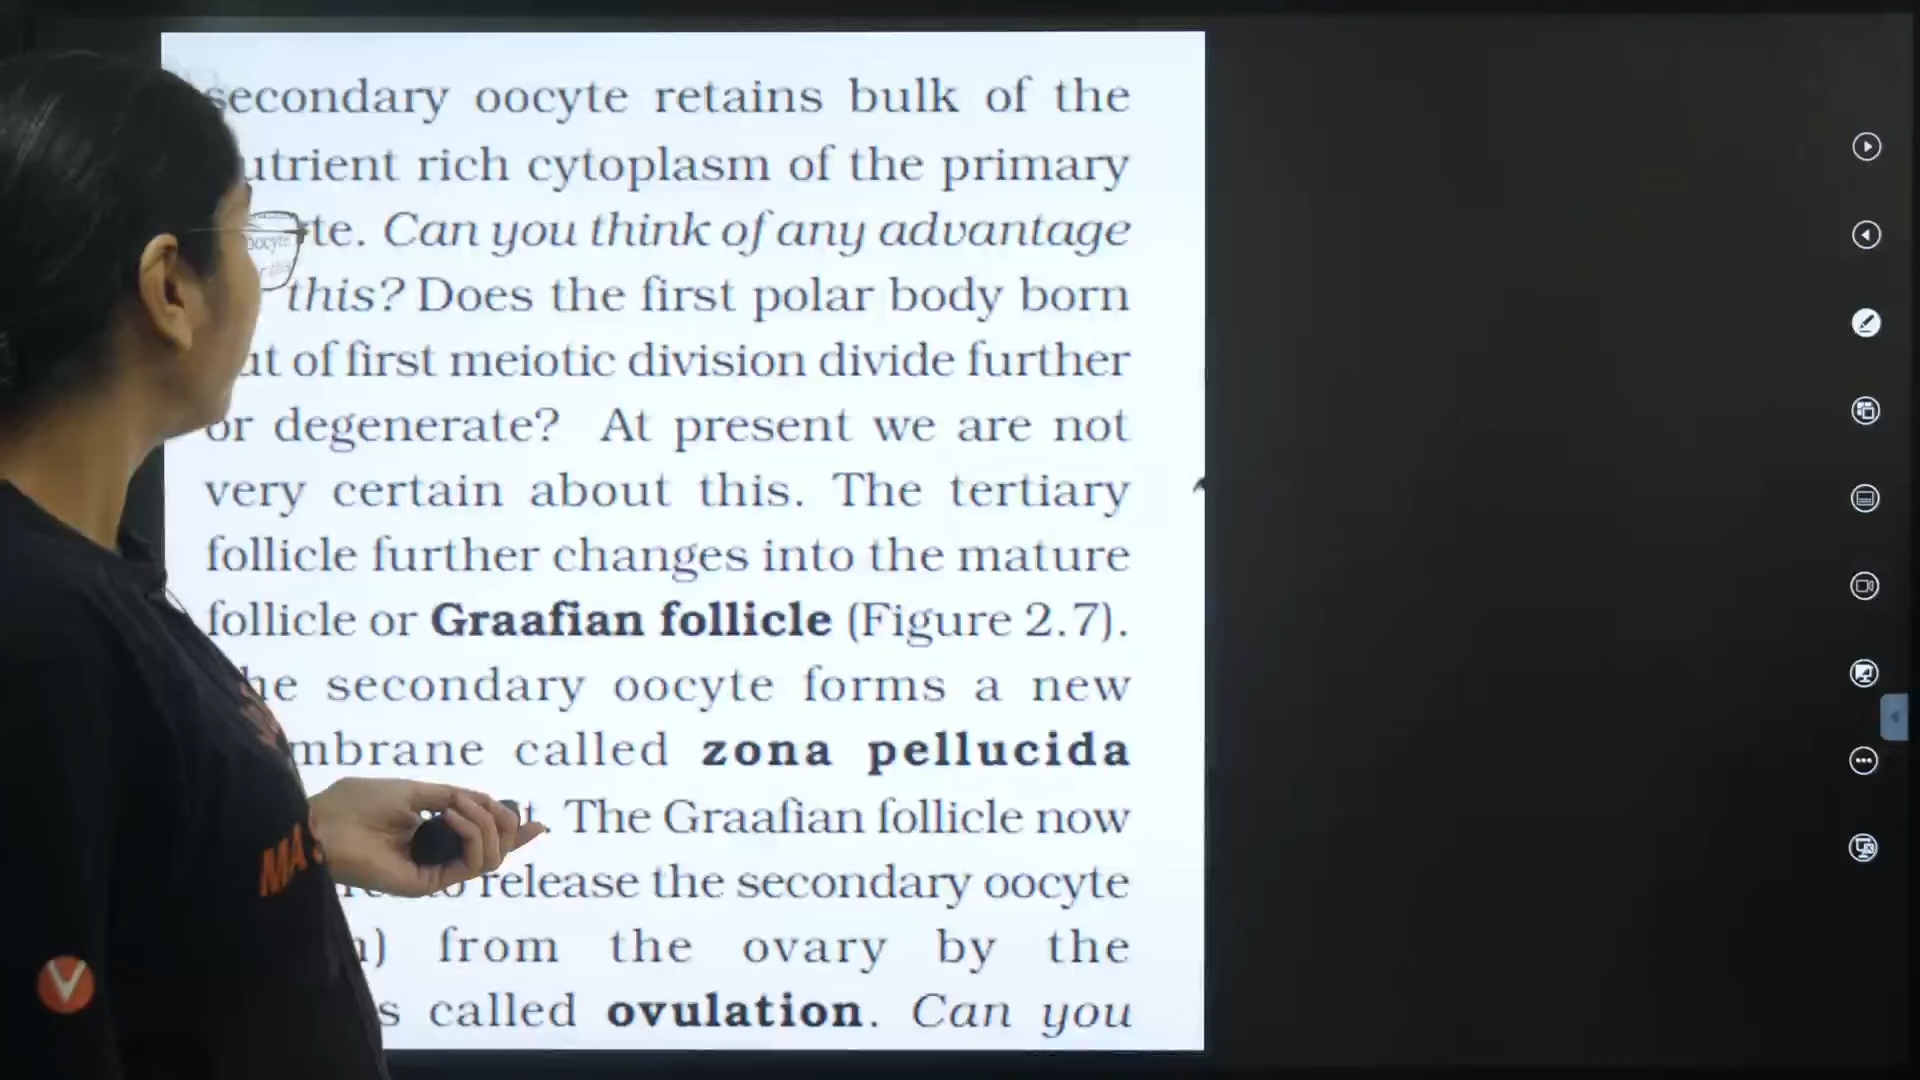 secondary oocyte retains bulk of the
utrient rich cytoplasm of the primary
te. Can you think of any advantage
this? Does the first polar body born
ut of first meiotic division divide further
or degenerate? At present we are not
very certain about this. The tertiary
follicle further changes into the mature
follicle or Graafian follicle (Figure 2.7).
he secondary oocyte forms a new
mbrane called zona pellucida
t. The Graafian follicle now
to release the secondary oocyte
) from the ovary by the
s called ovulation. Can you
MA
V